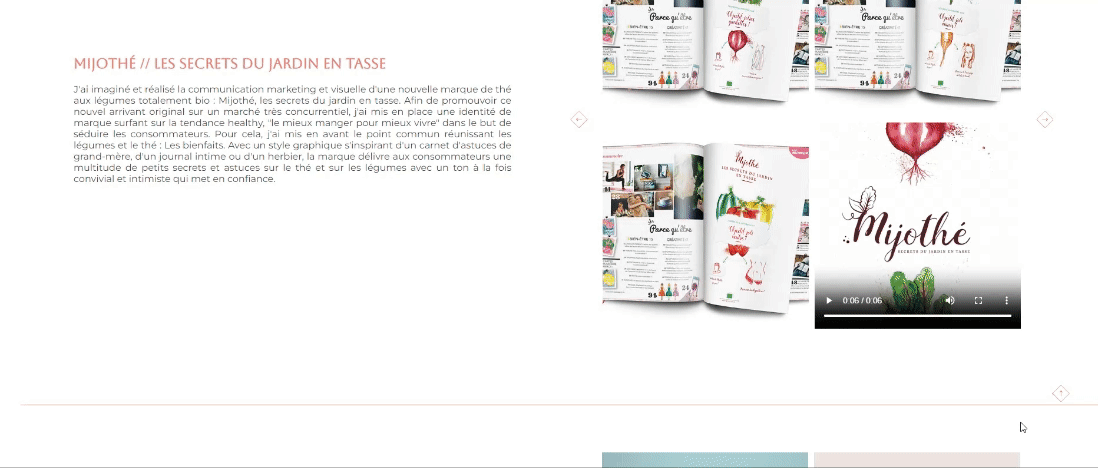 MIJOTHÉ // LES SECRETS DU JARDIN EN TASSE
J'ai imaginé et réalisé la communication marketing et visuelle d'une nouvelle marque de thé
aux légumes totalement bio : Mijothé, les secrets du jardin en tasse. Afin de promouvoir ce
nouvel arrivant original sur un marché très concurrentiel, j'ai mis en place une identité de
marque surfant sur la tendance healthy, "le mieux manger pour mieux vivre" dans le but de
séduire les consommateurs. Pour cela, j'ai mis en avant le point commun réunissant les
légumes et le thé : Les bienfaits. Avec un style graphique s'inspirant d'un carnet d'astuces de
grand-mère, d'un journal intime ou d'un herbier, la marque délivre aux consommateurs une
multitude de petits secrets et astuces sur le thé et sur les légumes avec un ton à la fois
convivial et intimiste qui met en confiance.
Parce qu'être
Parce qu'être
24
24
Mijothé
LES SECRETS DU JARDIN EN TASSE
Parce qu'être
24
Mijothé
SECRETS DU JARDIN EN TASSE
0:06 / 0:06